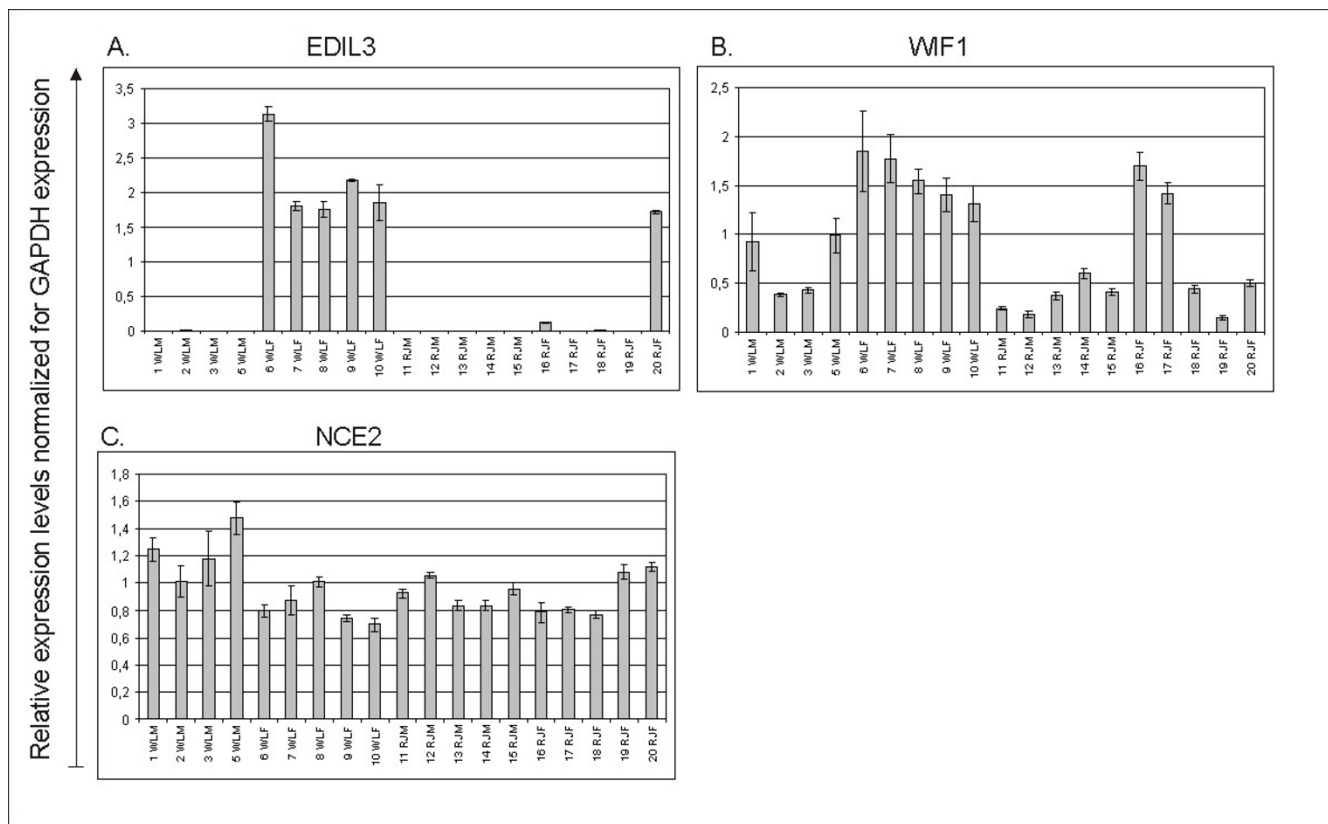 Relative expression levels normalized for GAPDH expression
A. EDIL3
3,5
3
2,5
2
1,5
1
0,5
0
1 WLM
2 WLM
3 WLM
5 WLM
6 WLF
7 WLF
8 WLF
9 WLF
10 WLF
11 RJM
12 RJM
13 RJM
14 RJM
15 RJM
16 RJF
17 RJF
18 RJF
19 RJF
20 RJF
B. WIF1
2,5
2
1,5
1
0,5
0
1 WLM
2 WLM
3 WLM
5 WLM
6 WLF
7 WLF
8 WLF
9 WLF
10 WLF
11 RJM
12 RJM
13 RJM
14 RJM
15 RJM
16 RJF
17 RJF
18 RJF
19 RJF
20 RJF
C. NCE2
1,8
1,6
1,4
1,2
1
0,8
0,6
0,4
0,2
0
1 WLM
2 WLM
3 WLM
5 WLM
6 WLF
7 WLF
8 WLF
9 WLF
10 WLF
11 RJM
12 RJM
13 RJM
14 RJM
15 RJM
16 RJF
17 RJF
18 RJF
19 RJF
20 RJF